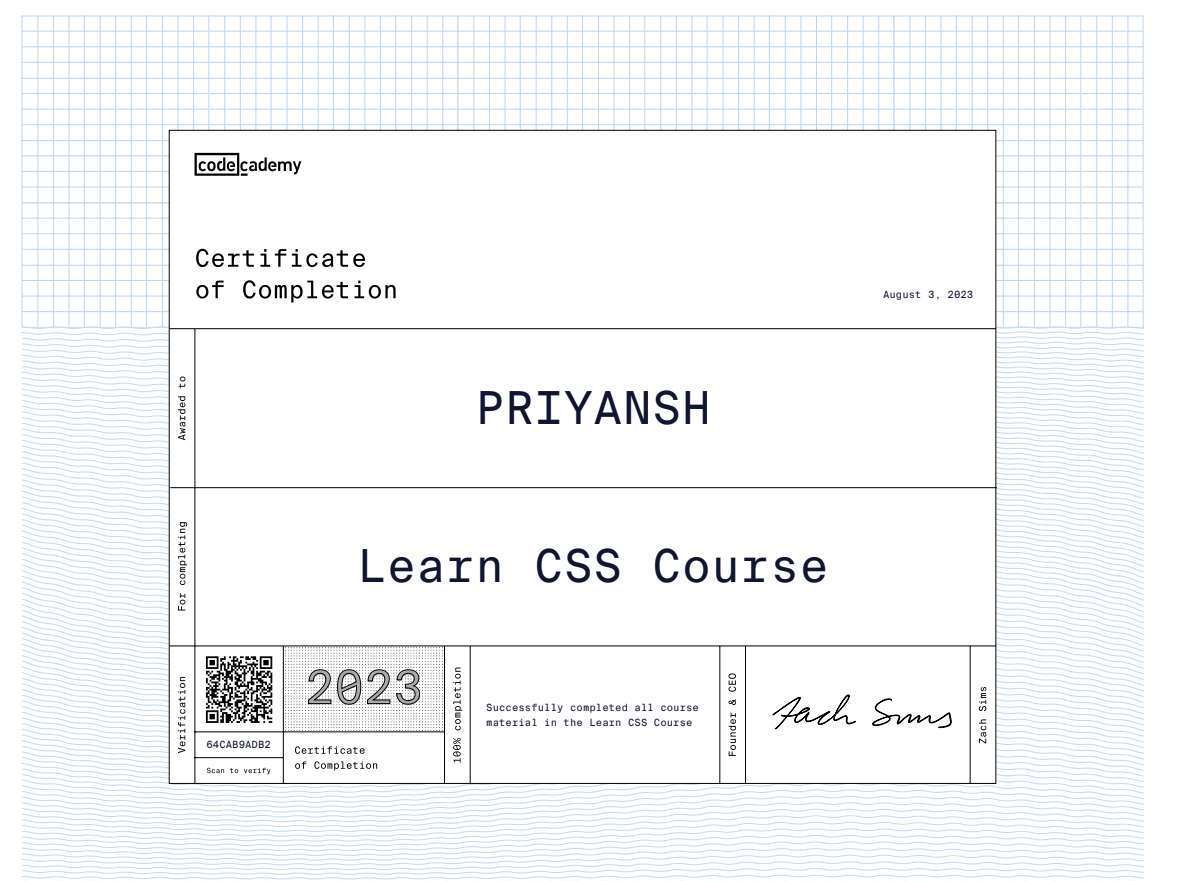 codecademy
Certificate
of Completion
August 3, 2023
Awarded to
PRIYANSH
For completing
Learn CSS Course
Verification
64CAB9ADB2
Scan to verify
2023
Certificate
of Completion
100% completion
Successfully completed all course
material in the Learn CSS Course
Founder & CEO
Zach Sims
Zach Sims